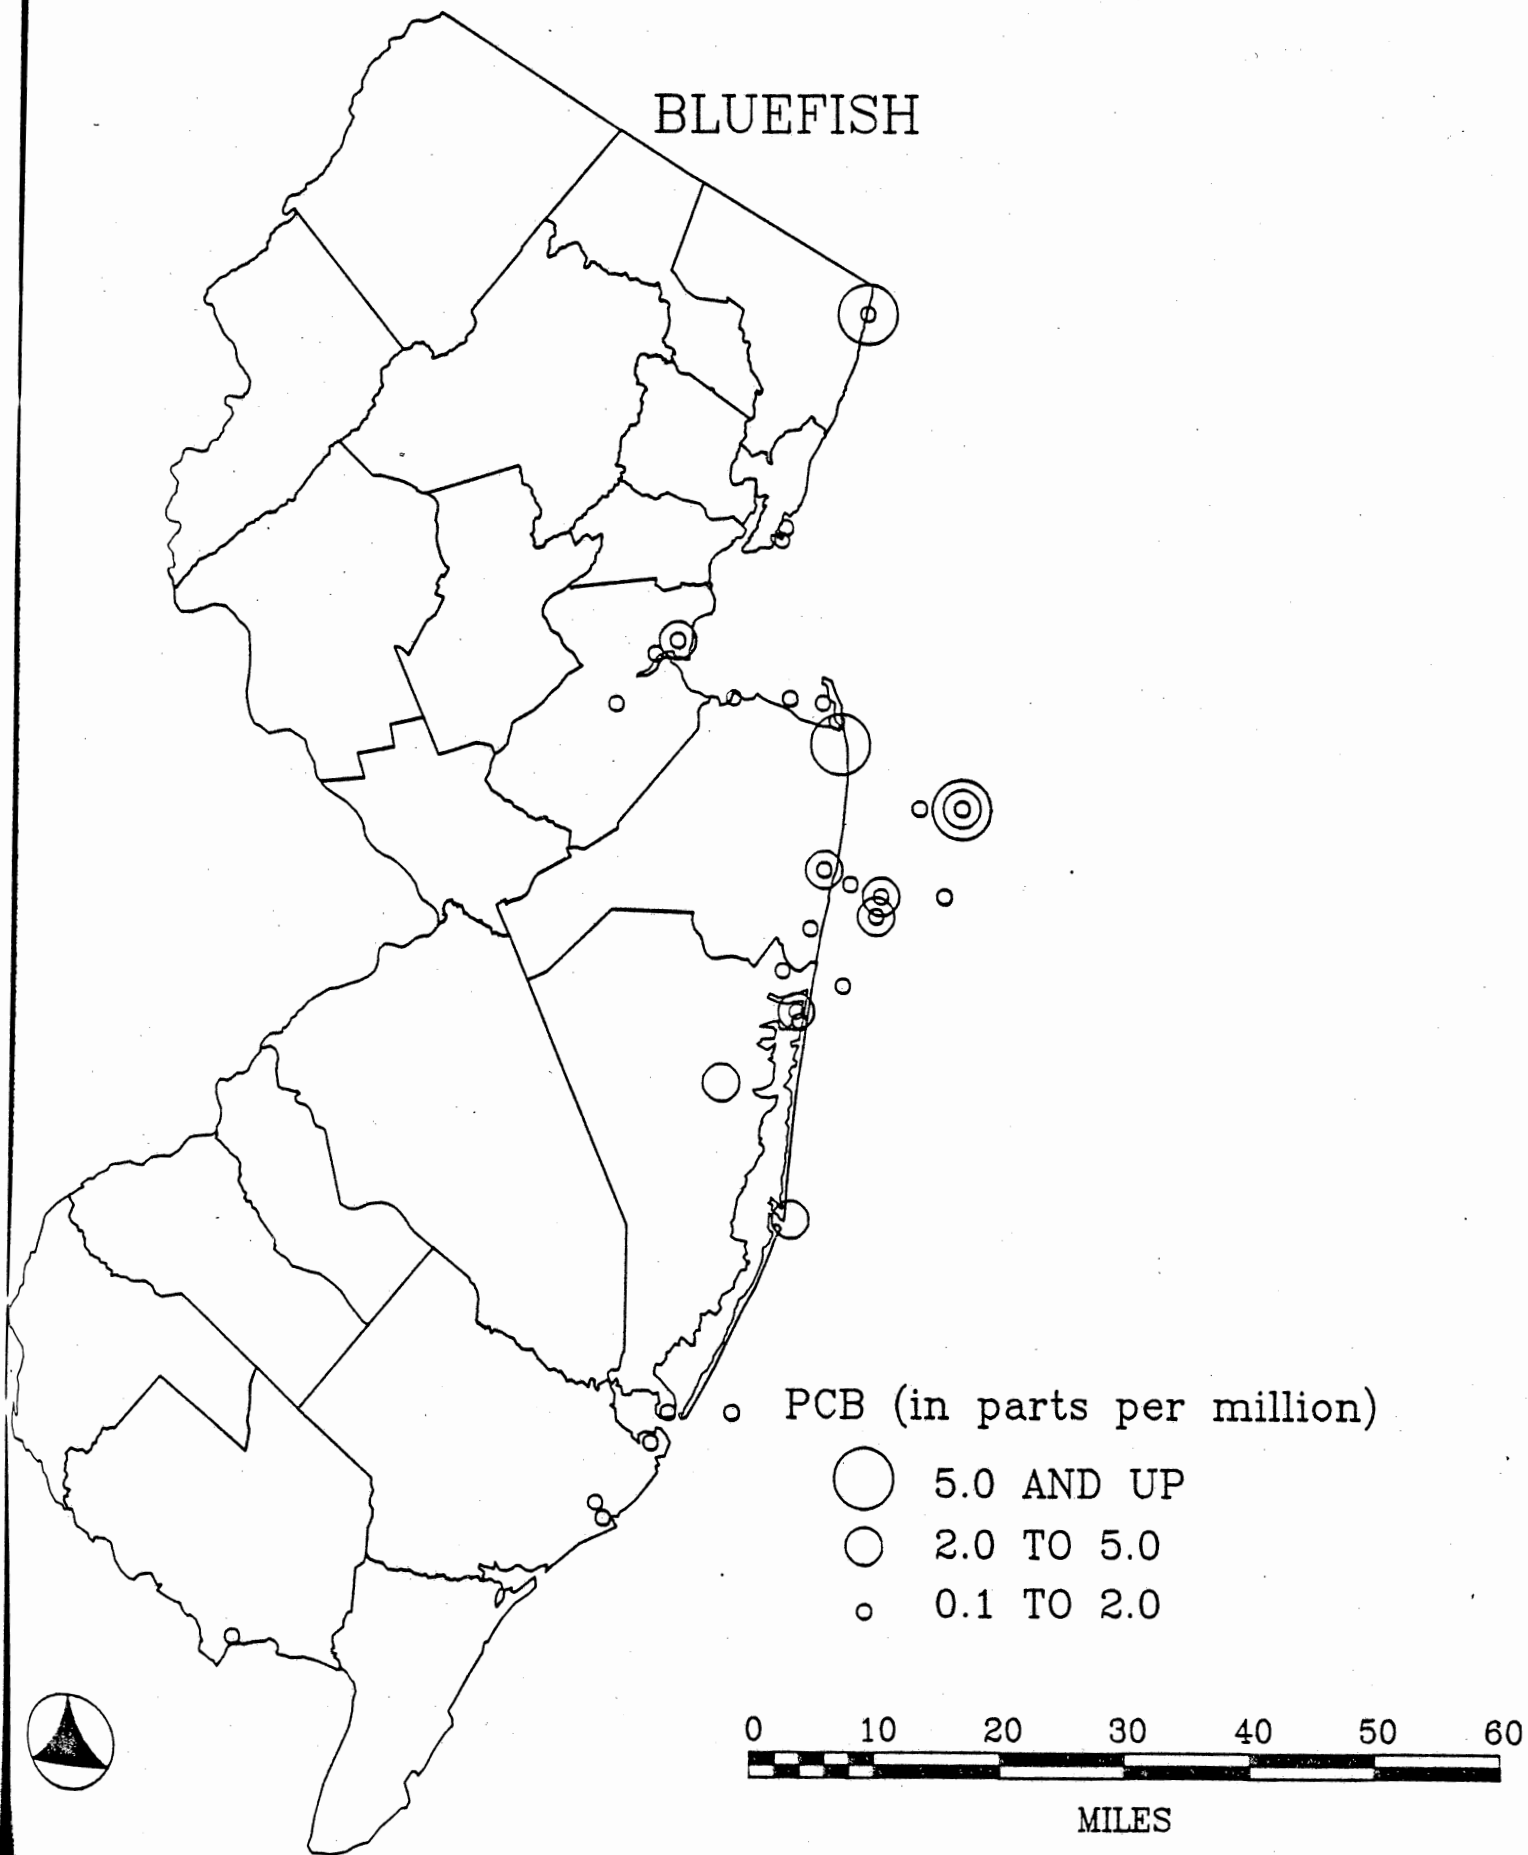 BLUEFISH
PCB (in parts per million)
5.0 AND UP
2.0 TO 5.0
0.1 TO 2.0
0 10 20 30 40 50 60
MILES